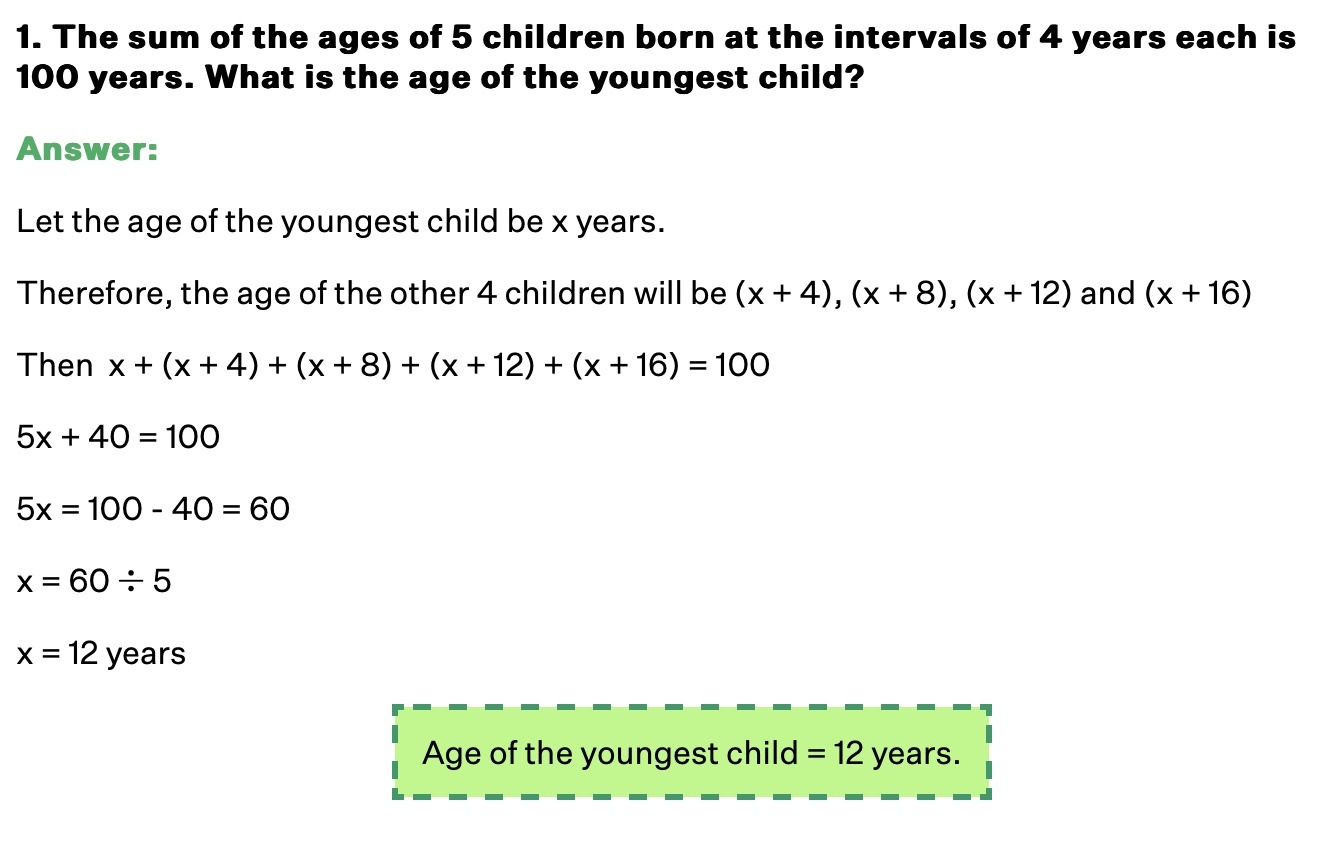 1. The sum of the ages of 5 children born at the intervals of 4 years each is
100 years. What is the age of the youngest child?
Answer:
Let the age of the youngest child be x years.
Therefore, the age of the other 4 children will be (x + 4), (x + 8), (x + 12) and (x + 16)
Then x + (x + 4) + (x + 8) + (x + 12) + (x + 16) = 100
5x + 40 = 100
5x = 100 - 40 = 60
x = 60 ÷ 5
x = 12 years
Age of the youngest child = 12 years.